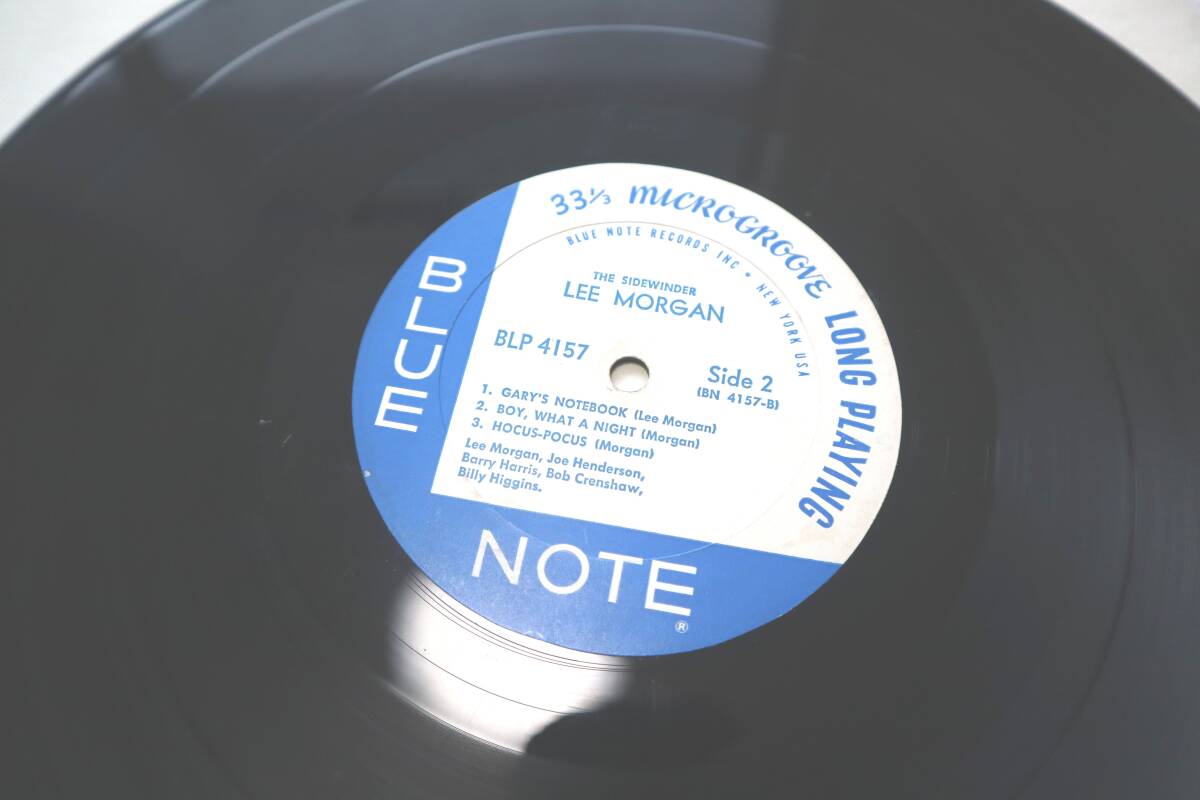 33⅓ MICROGROOVE LONG PLAYING
BLUE NOTE RECORDS INC • NEW YORK USA
THE SIDEWINDER
LEE MORGAN
BLP 4157
Side 2
(BN 4157-B)
1. GARY'S NOTEBOOK (Lee Morgan)
2. BOY, WHAT A NIGHT (Morgan)
3. HOCUS-POCUS (Morgan)
Lee Morgan, Joe Henderson,
Barry Harris, Bob Crenshaw,
Billy Higgins.
BLUE
NOTE
®